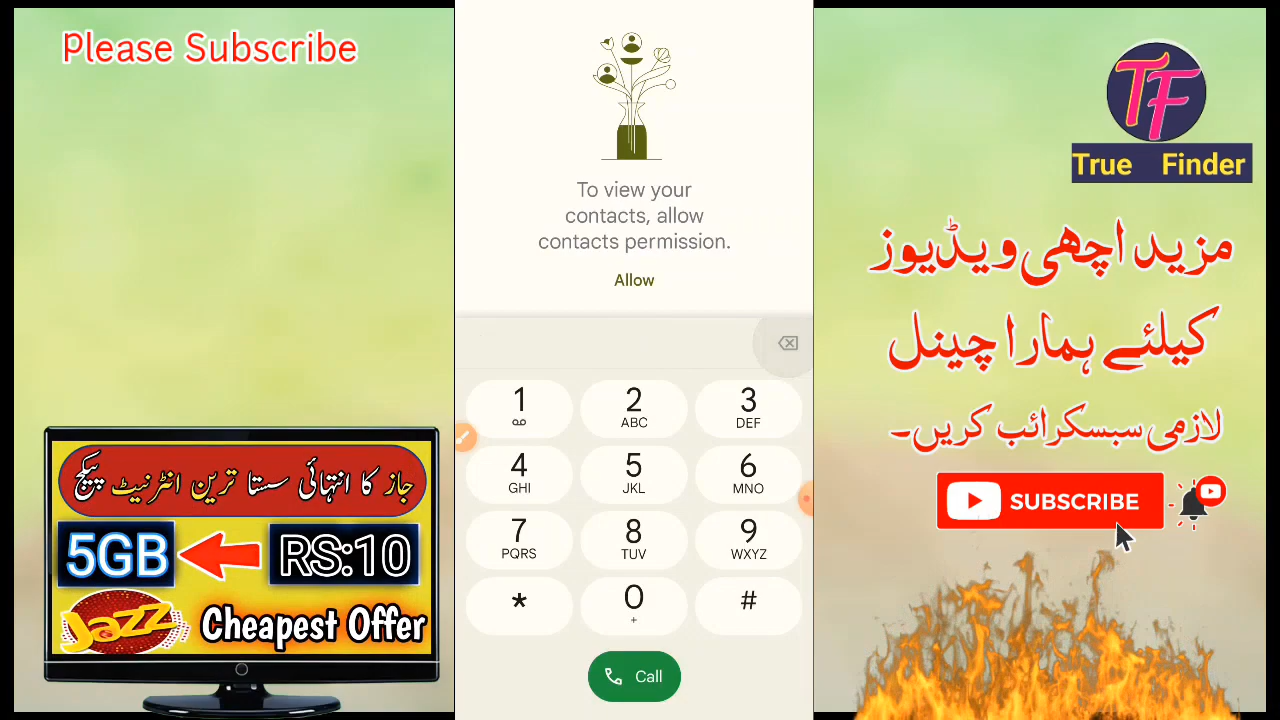 Please Subscribe
جاز کا انتہائی سستا ترین انٹرنیٹ پیکج
5GB
RS:10
Jazz
Cheapest Offer
To view your
contacts, allow
contacts permission.
Allow
1
2
ABC
3
DEF
4
GHI
5
JKL
6
MNO
7
PQRS
8
TUV
9
WXYZ
*
0
+
#
Call
TF
True Finder
مزید اچھی ویڈیوز
کیلئے ہمارا چینل
لازمی سبسکرائب کریں۔
SUBSCRIBE